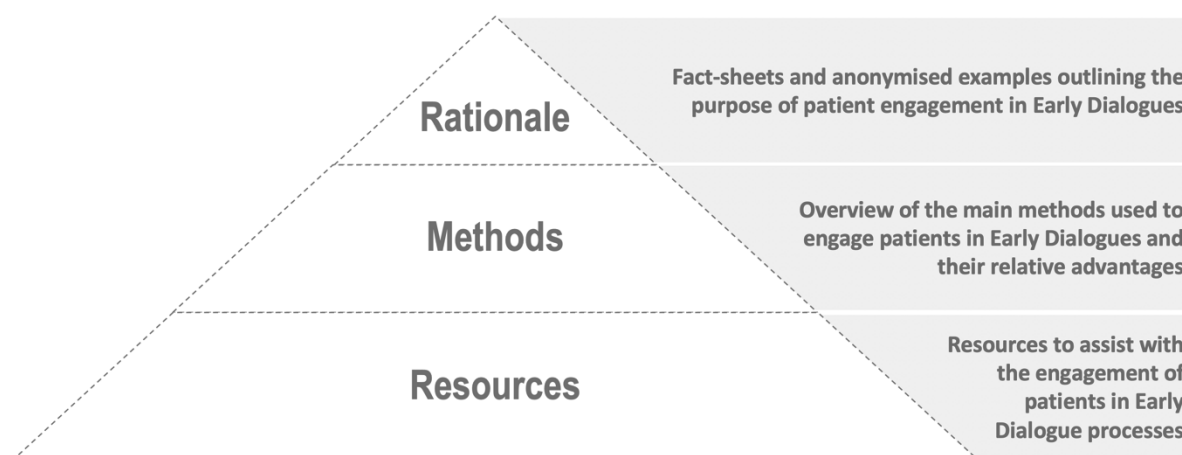 Rationale
Fact-sheets and anonymised examples outlining the
purpose of patient engagement in Early Dialogues
Methods
Overview of the main methods used to
engage patients in Early Dialogues and
their relative advantages
Resources
Resources to assist with
the engagement of
patients in Early
Dialogue processes